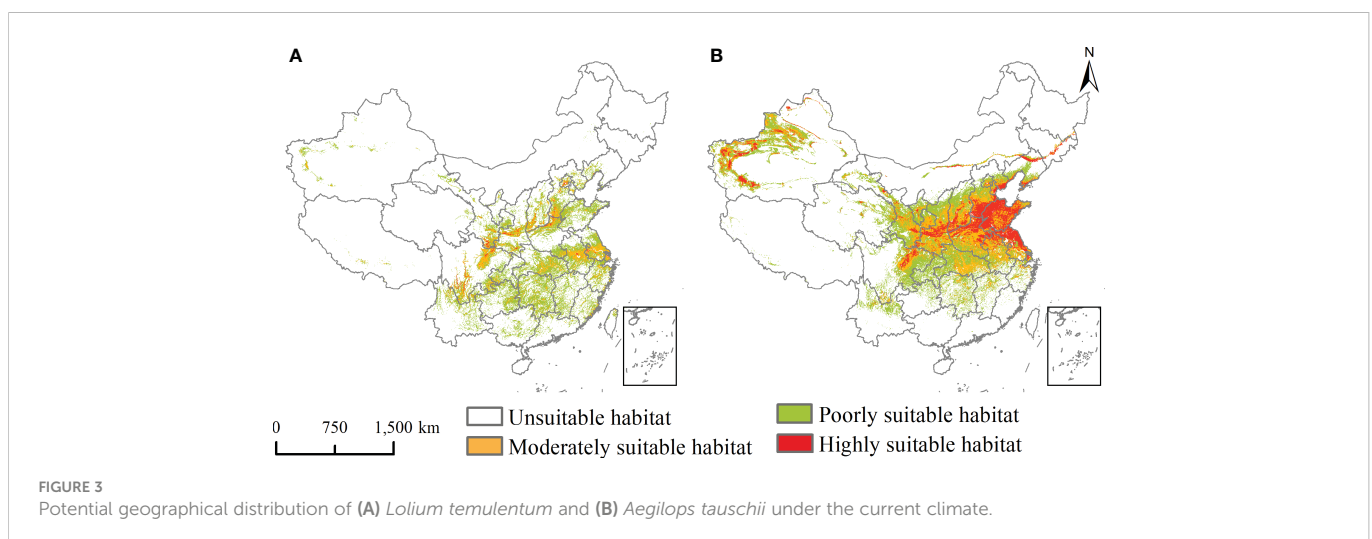 A
B
N
0 750 1,500 km
Unsuitable habitat
Poorly suitable habitat
Moderately suitable habitat
Highly suitable habitat
FIGURE 3
Potential geographical distribution of (A) Lolium temulentum and (B) Aegilops tauschii under the current climate.